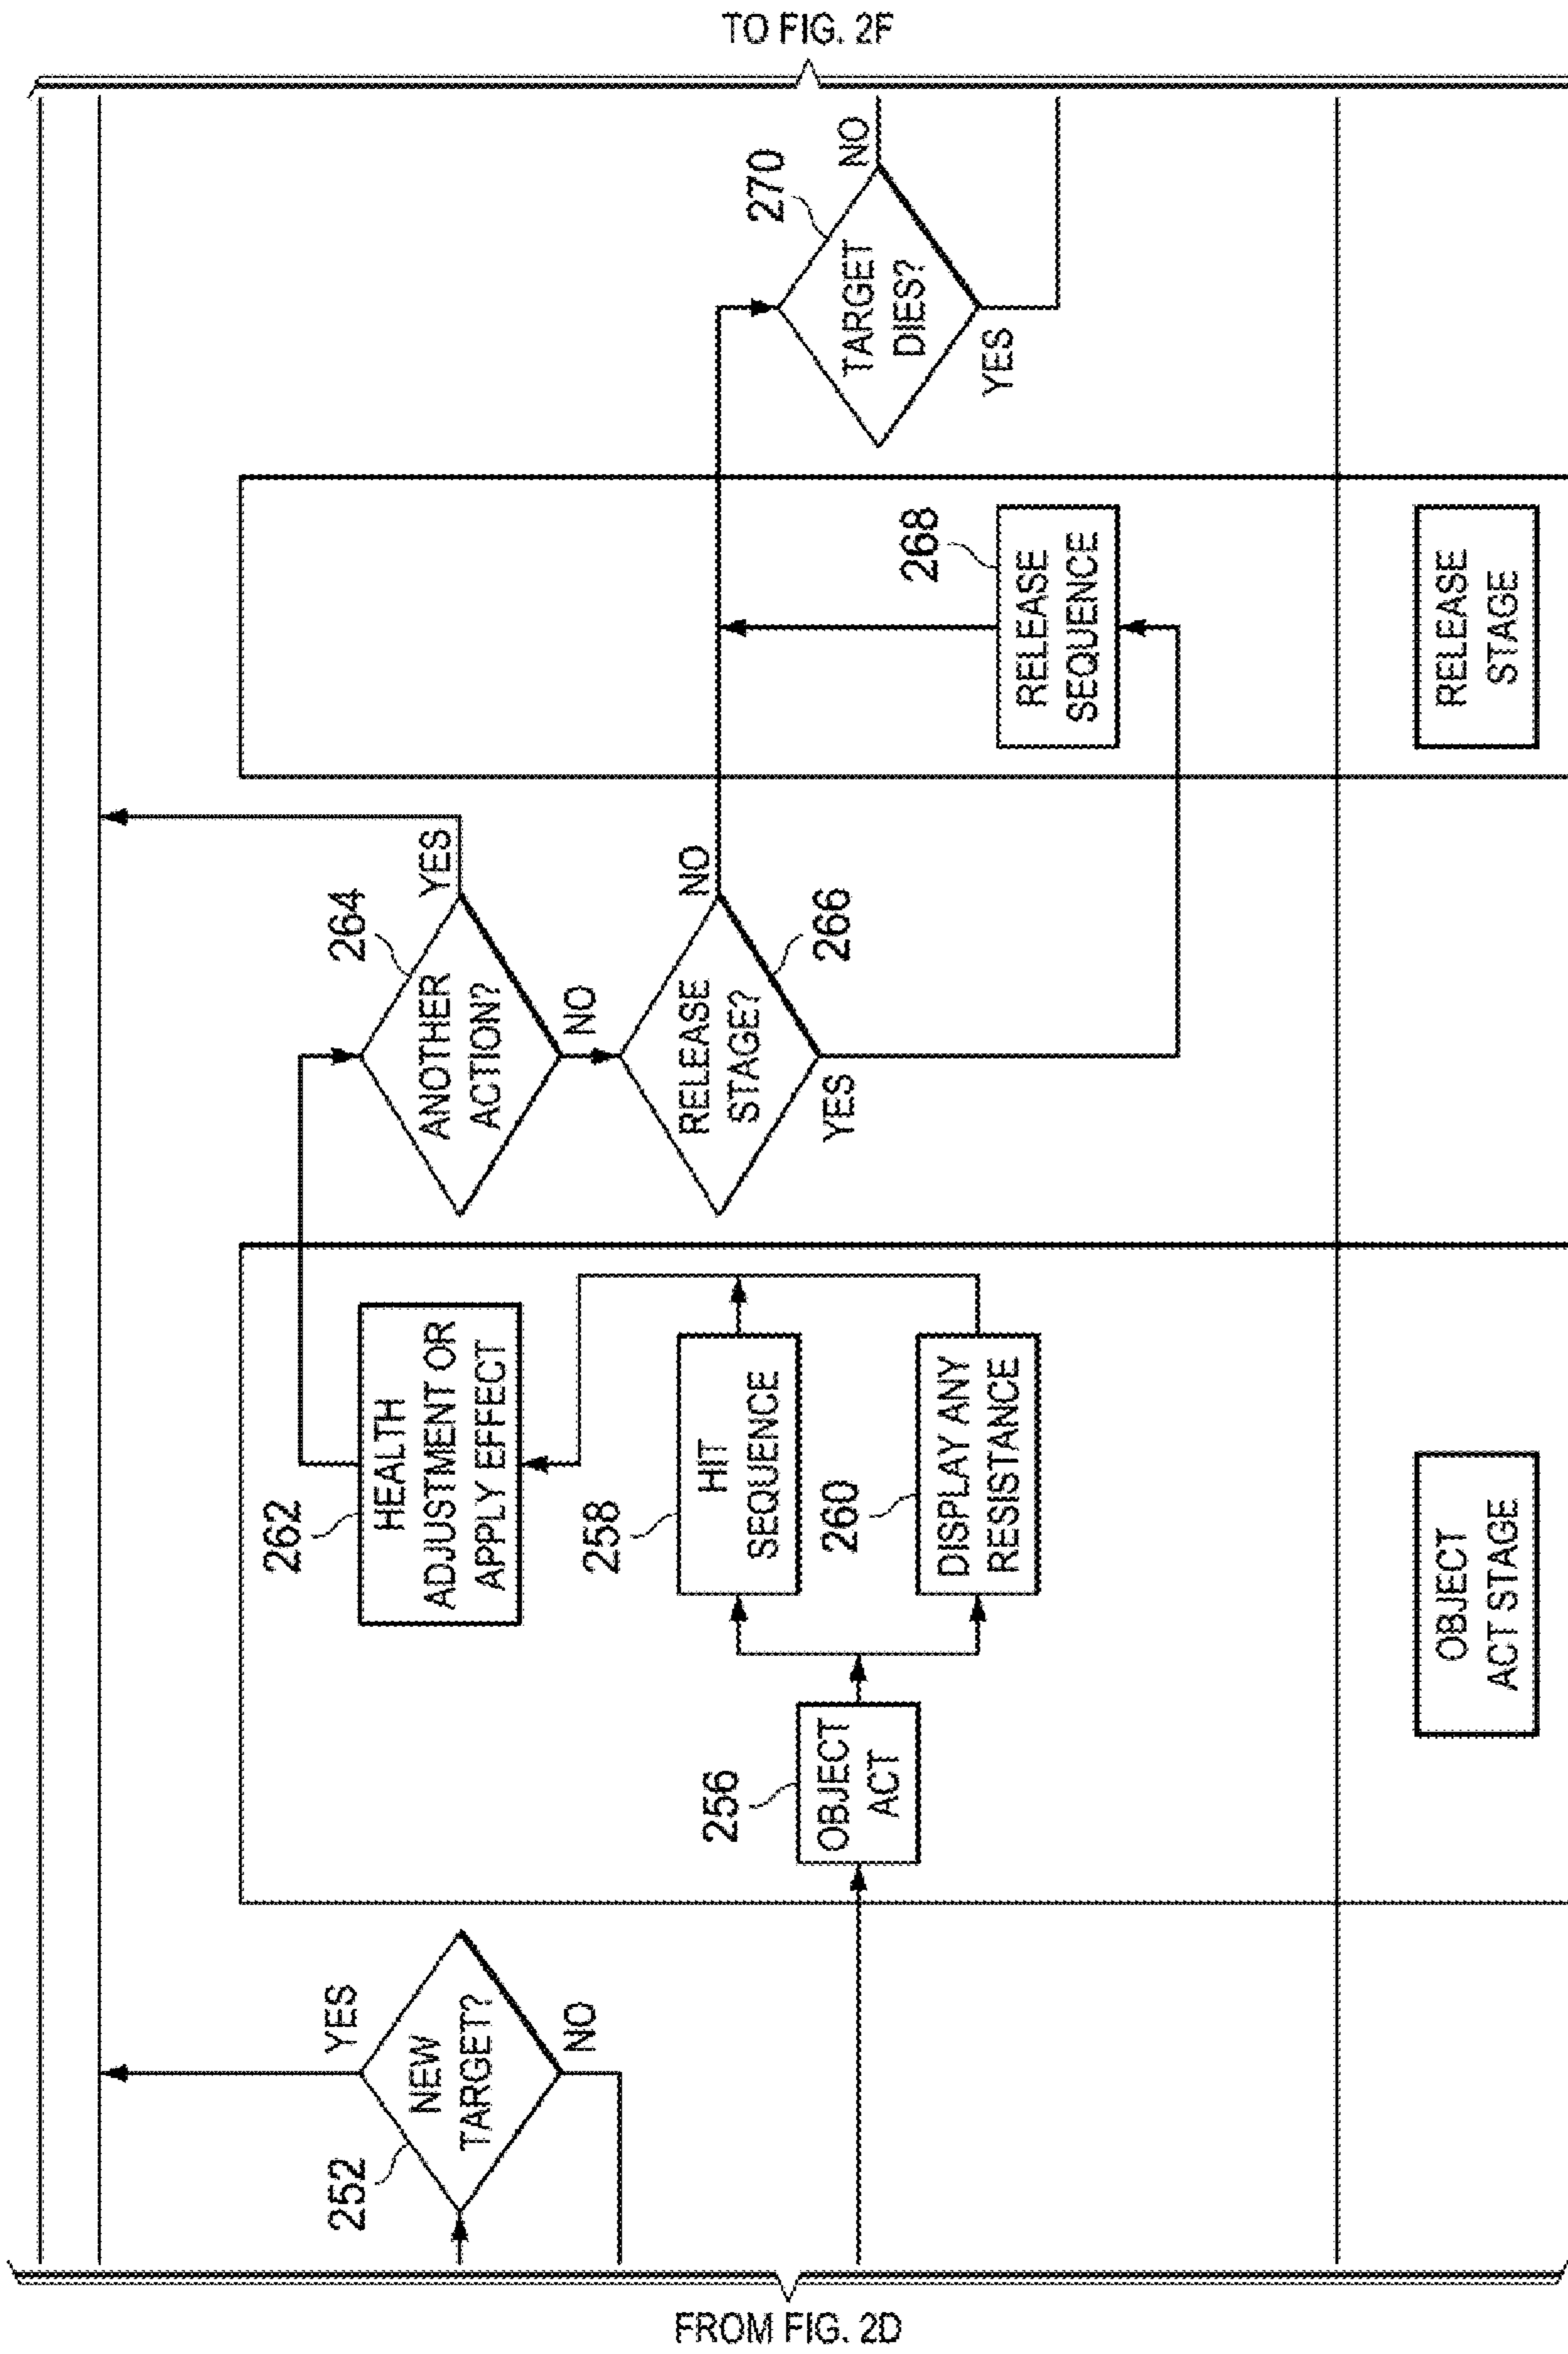 TO FIG. 2F
252
NEW
TARGET?
YES
NO
256
OBJECT
ACT
258
HIT
SEQUENCE
260
DISPLAY ANY
RESISTANCE
262
HEALTH
ADJUSTMENT OR
APPLY EFFECT
264
ANOTHER
ACTION?
YES
NO
266
RELEASE
STAGE?
NO
YES
268
RELEASE
SEQUENCE
270
TARGET
DIES?
NO
YES
OBJECT
ACT STAGE
RELEASE
STAGE
FROM FIG. 2D